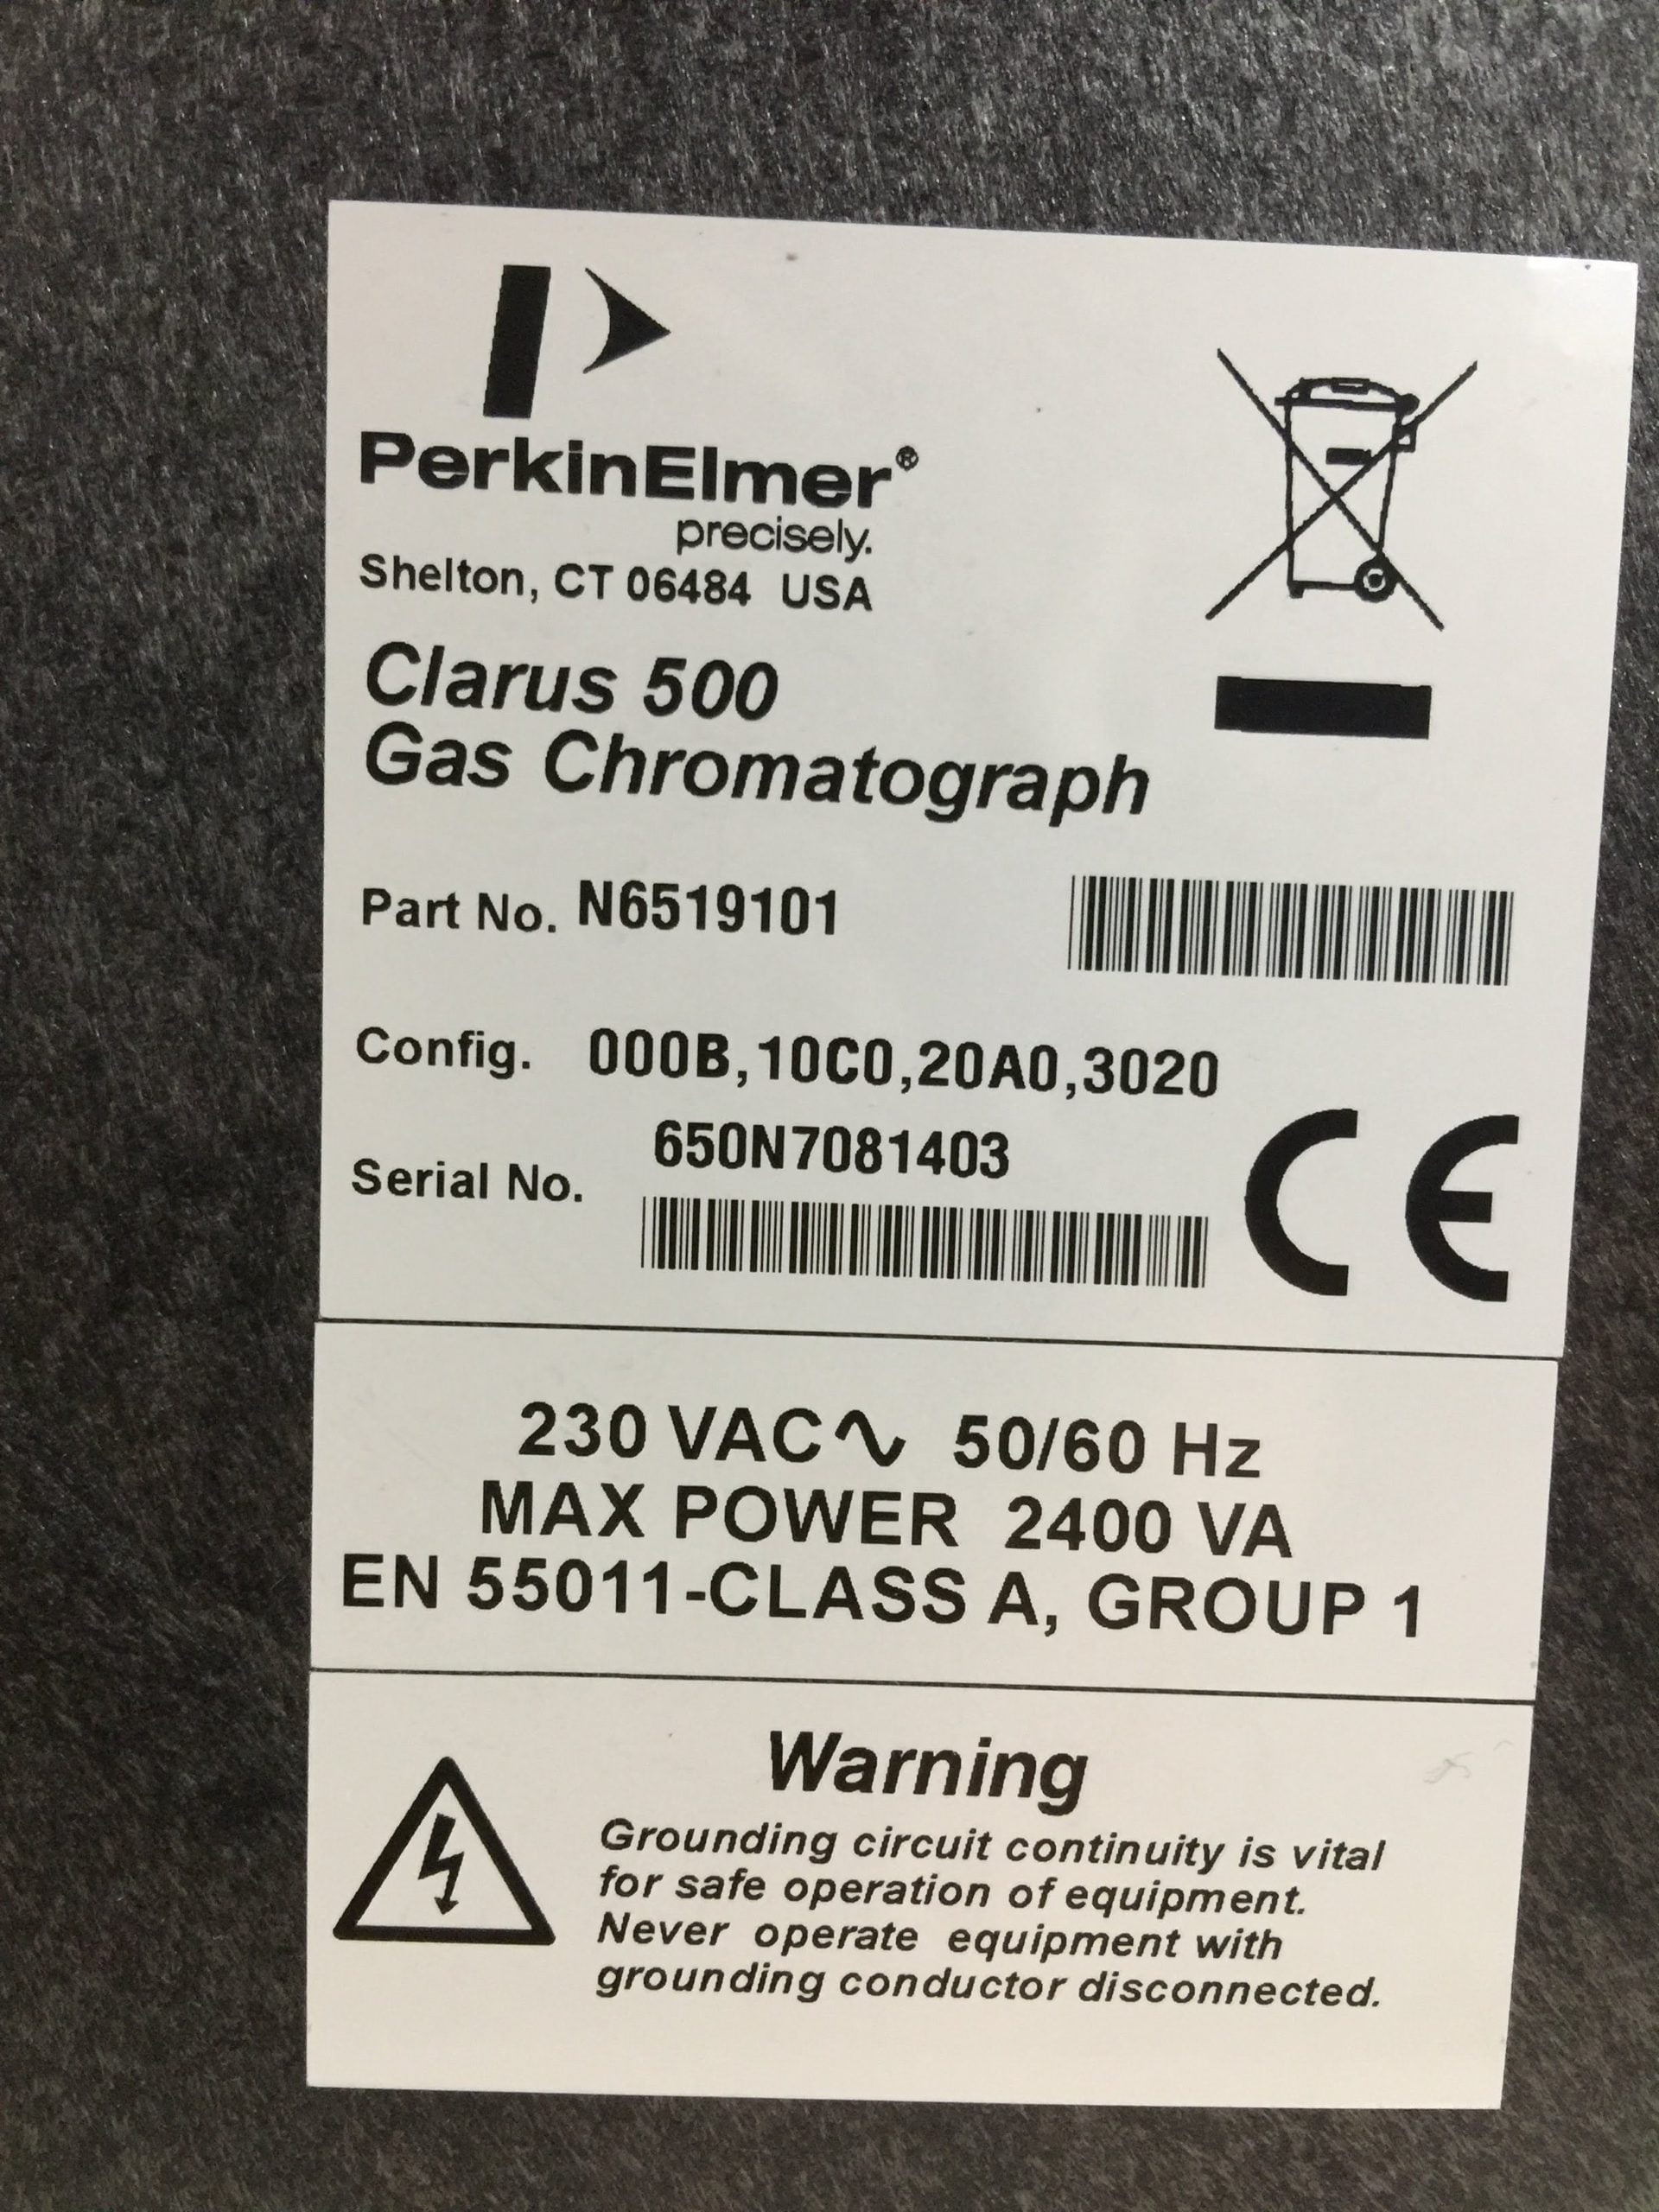 PerkinElmer®
precisely.
Shelton, CT 06484 USA
Clarus 500
Gas Chromatograph
Part No. N6519101
Config. 000B,10C0,20A0,3020
Serial No. 650N7081403
CE
230 VAC∿ 50/60 Hz
MAX POWER 2400 VA
EN 55011-CLASS A, GROUP 1
Warning
Grounding circuit continuity is vital
for safe operation of equipment.
Never operate equipment with
grounding conductor disconnected.